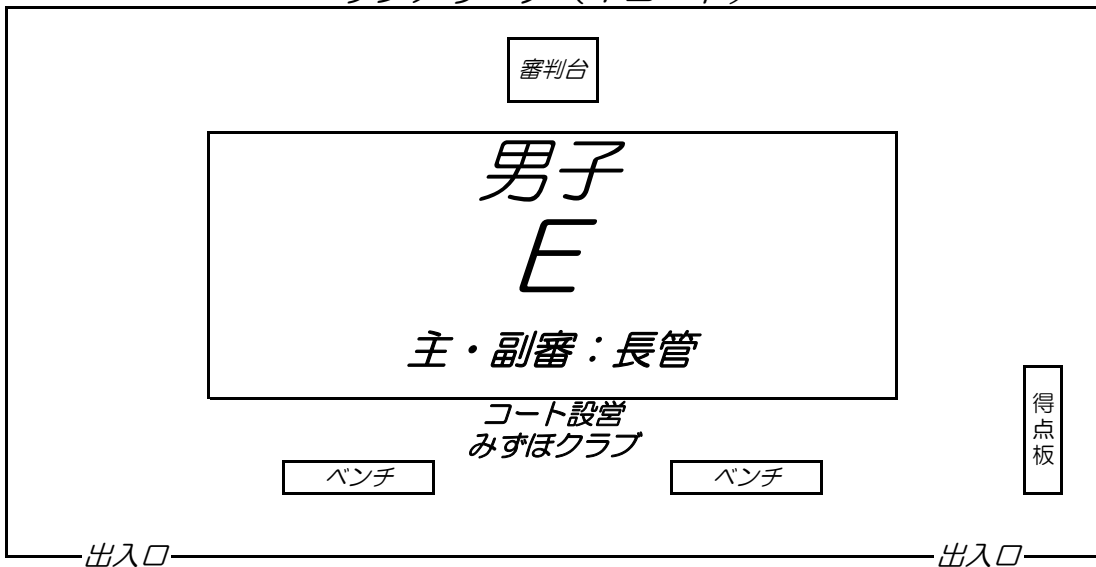 審判台
男子
E
主・副審：長管
コート設営
みずほクラブ
ベンチ
ベンチ
得点板
出入口
出入口